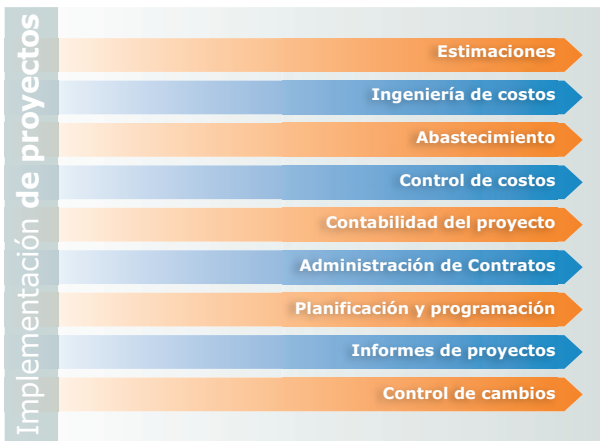 Implementación de proyectos
Estimaciones
Ingeniería de costos
Abastecimiento
Control de costos
Contabilidad del proyecto
Administración de Contratos
Planificación y programación
Informes de proyectos
Control de cambios